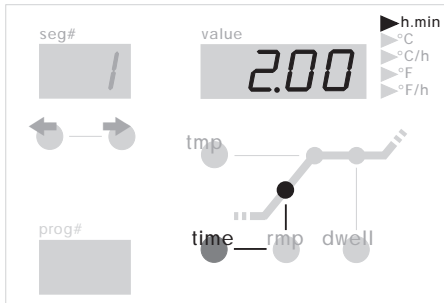 seg#
value
h.min
°C
°C/h
°F
°F/h
1
2.00
tmp
prog#
time rmp dwell